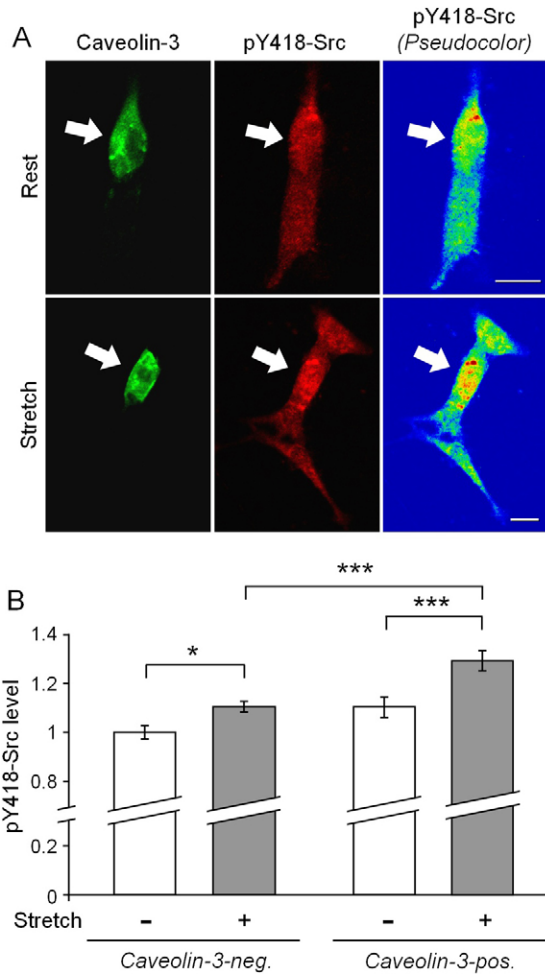 A
Caveolin-3
pY418-Src
pY418-Src
(Pseudocolor)
Rest
Stretch
B
***
***
*
pY418-Src level
1.4
1.2
1
0.8
0.2
0
Stretch
– + – +
Caveolin-3-neg. Caveolin-3-pos.